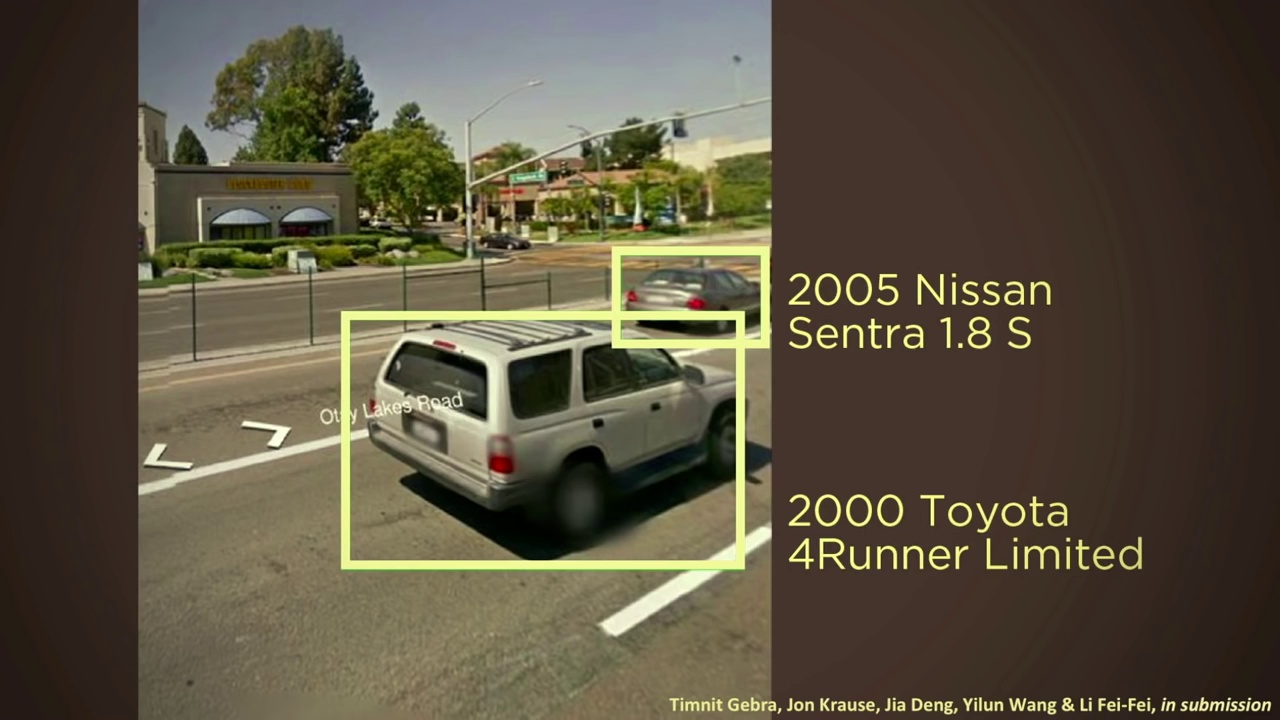 2005 Nissan
Sentra 1.8 S
Otay Lakes Road
2000 Toyota
4Runner Limited
Timnit Gebra, Jon Krause, Jia Deng, Yilun Wang & Li Fei-Fei, in submission